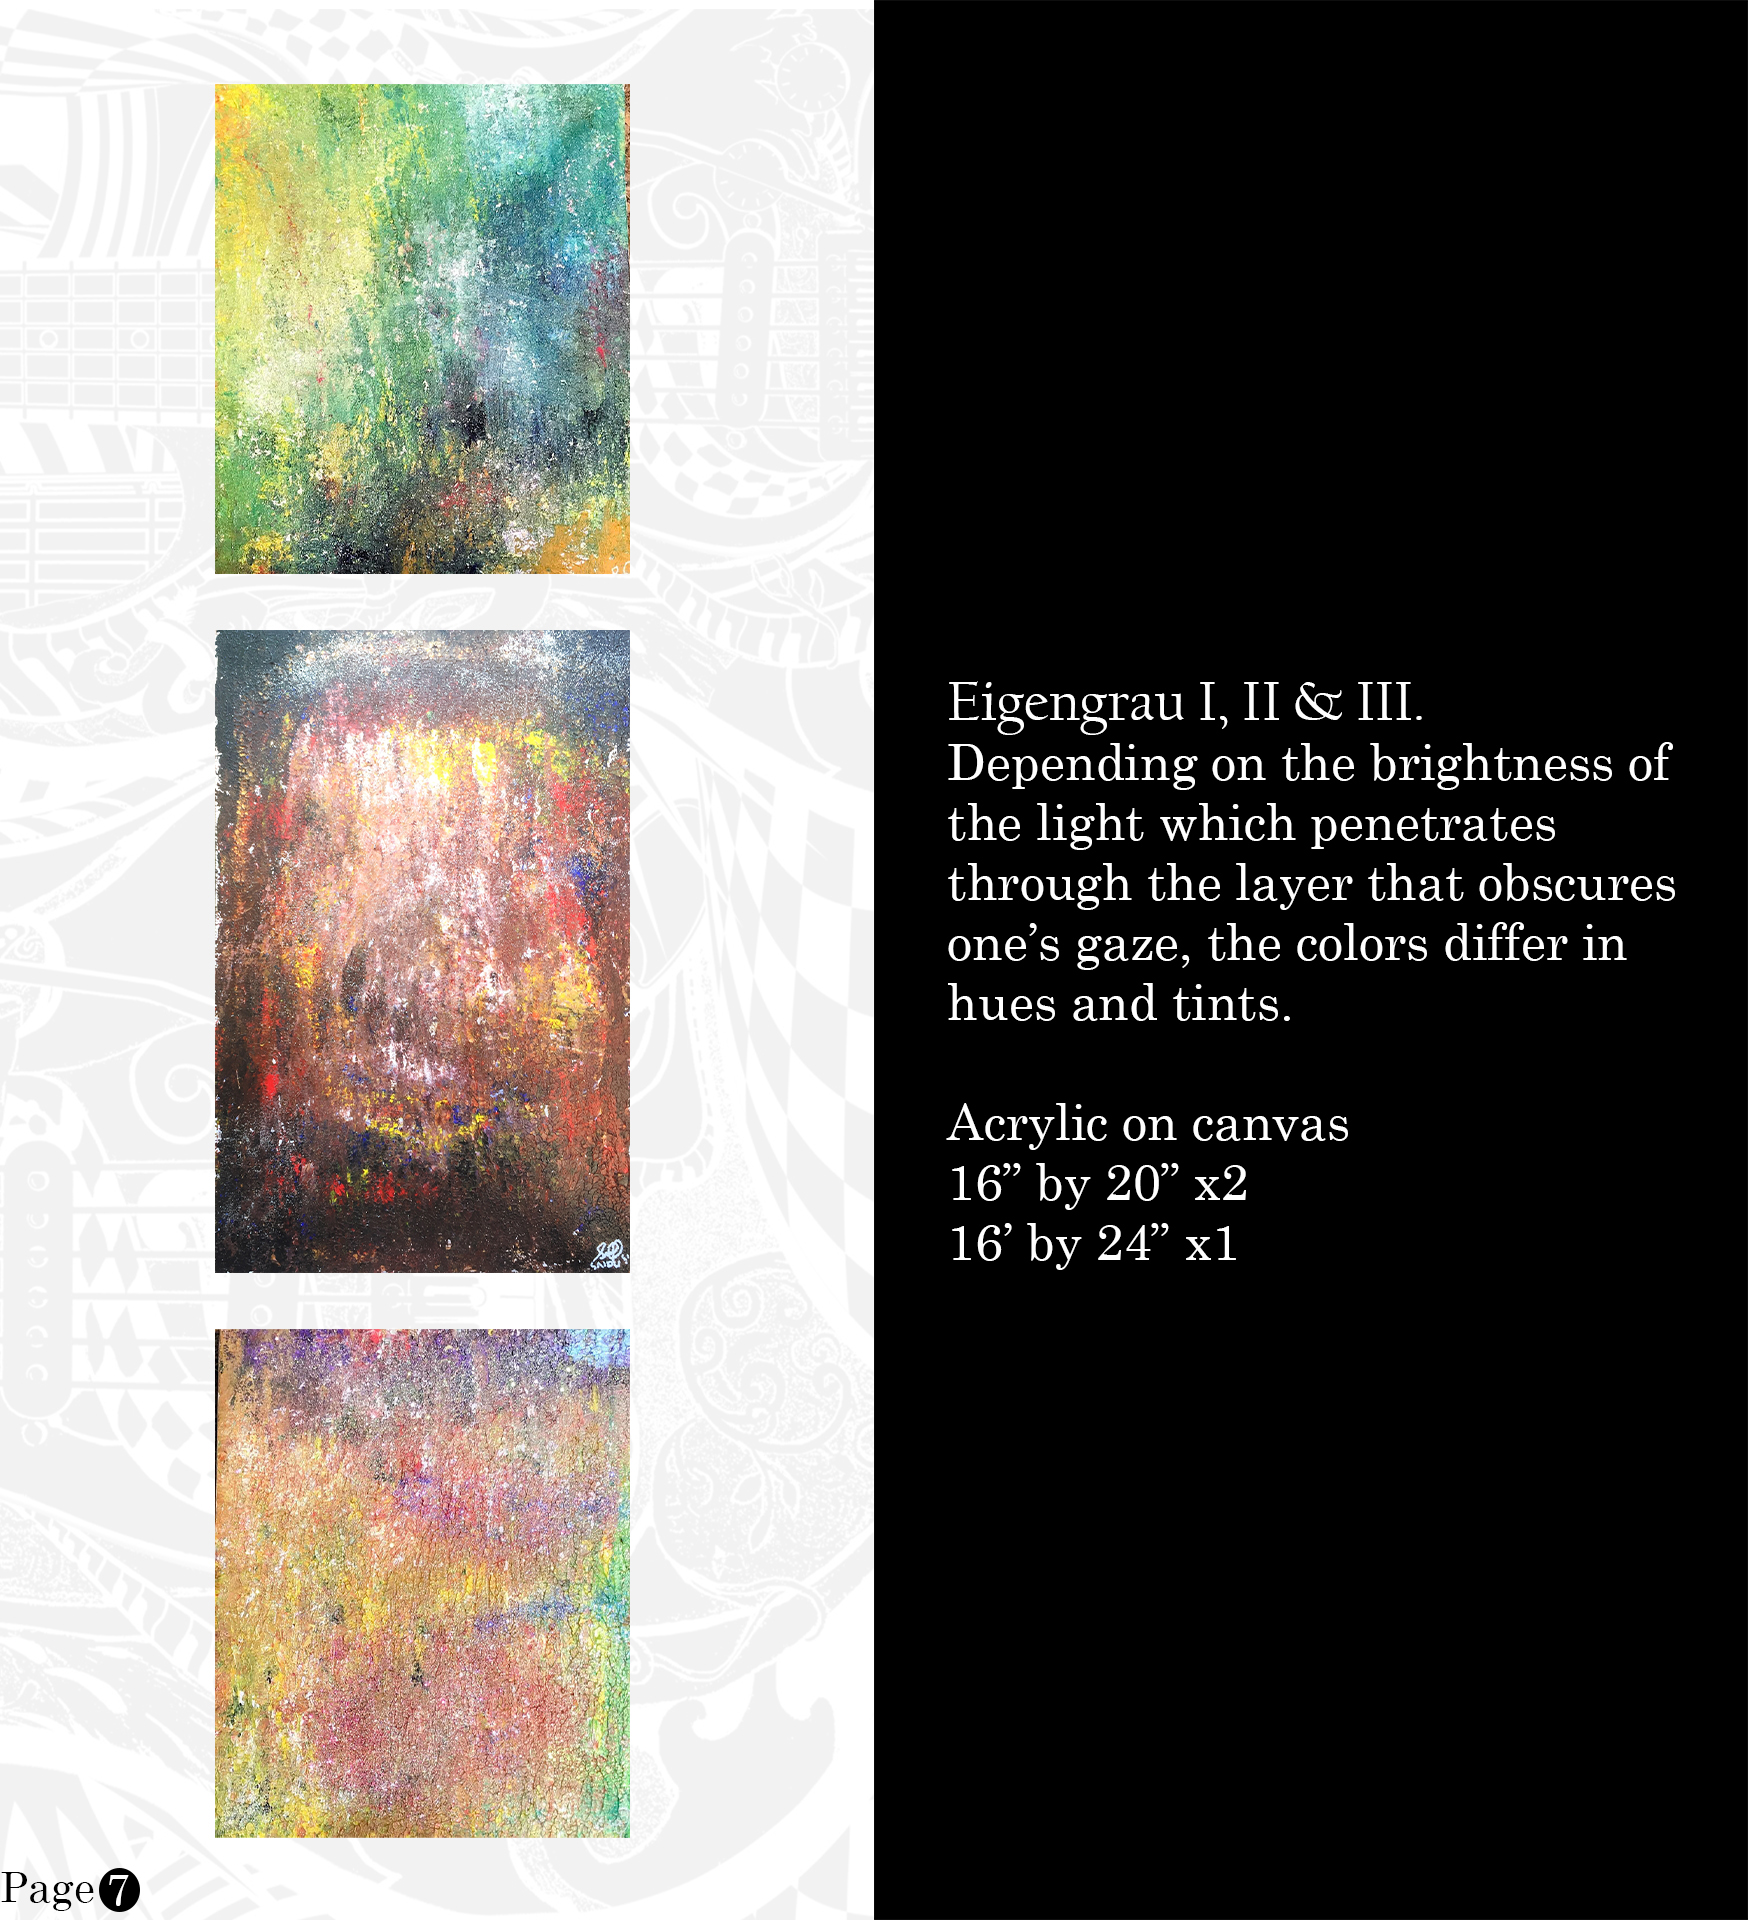 Eigengrau I, II & III.
Depending on the brightness of
the light which penetrates
through the layer that obscures
one’s gaze, the colors differ in
hues and tints.
Acrylic on canvas
16” by 20” x2
16’ by 24” x1
Page 7